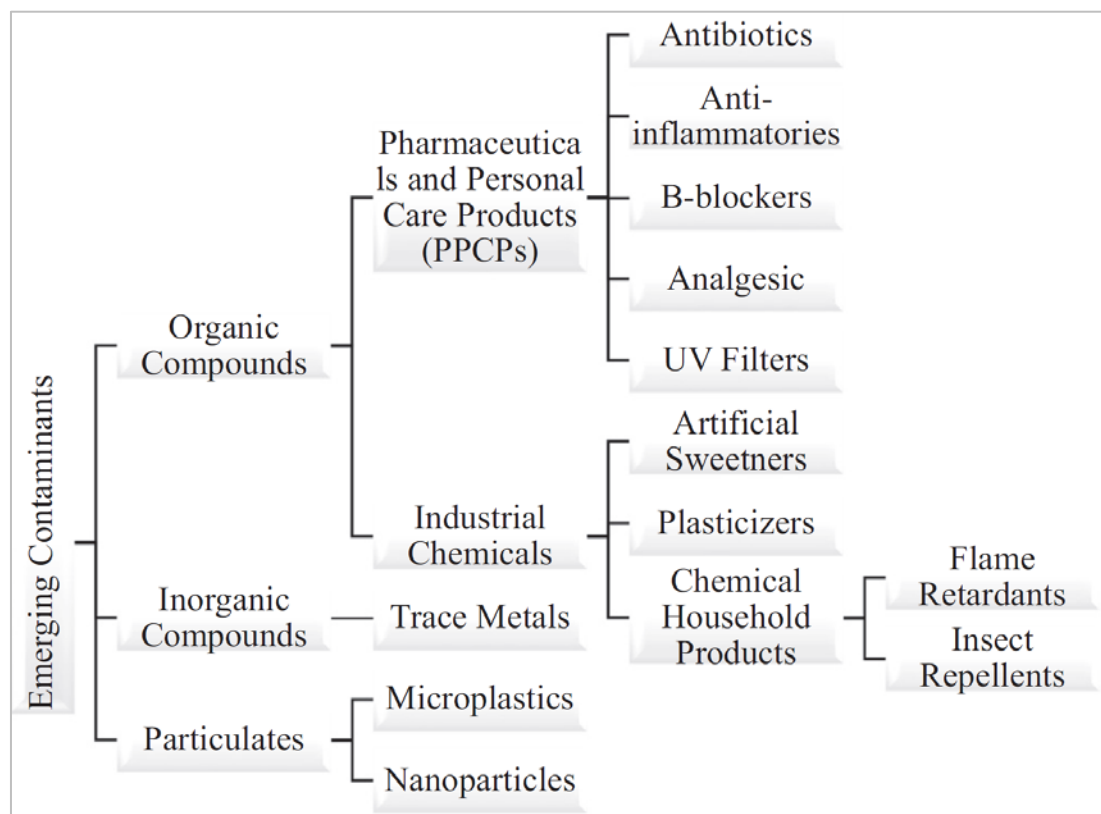 Emerging Contaminants
Organic
Compounds
Pharmaceutica
ls and Personal
Care Products
(PPCPs)
Antibiotics
Anti-
inflammatories
B-blockers
Analgesic
UV Filters
Industrial
Chemicals
Artificial
Sweetners
Plasticizers
Chemical
Household
Products
Flame
Retardants
Insect
Repellents
Inorganic
Compounds
Trace Metals
Particulates
Microplastics
Nanoparticles